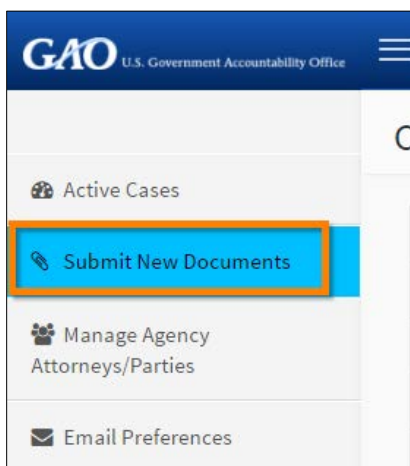 GAO U.S. Government Accountability Office
Active Cases
Submit New Documents
Manage Agency
Attorneys/Parties
Email Preferences